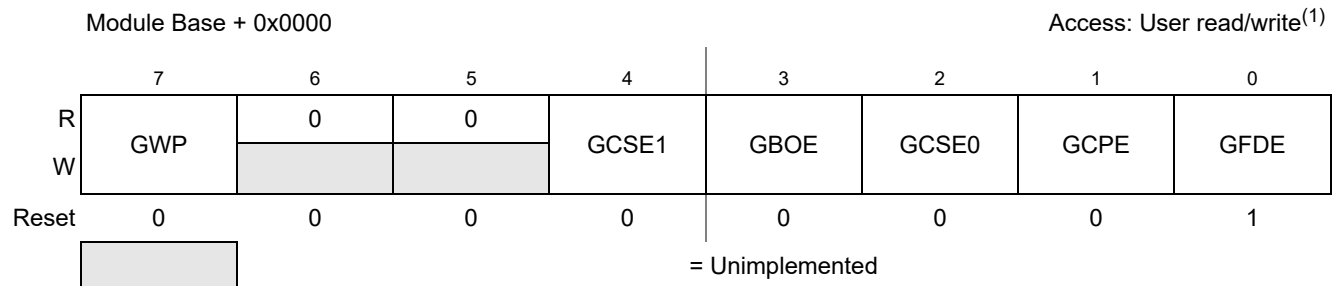 Module Base + 0x0000 Access: User read/write(1)
7 6 5 4 3 2 1 0
R GWP 0 0 GCSE1 GBOE GCSE0 GCPE GFDE
W
Reset 0 0 0 0 0 0 0 1
= Unimplemented